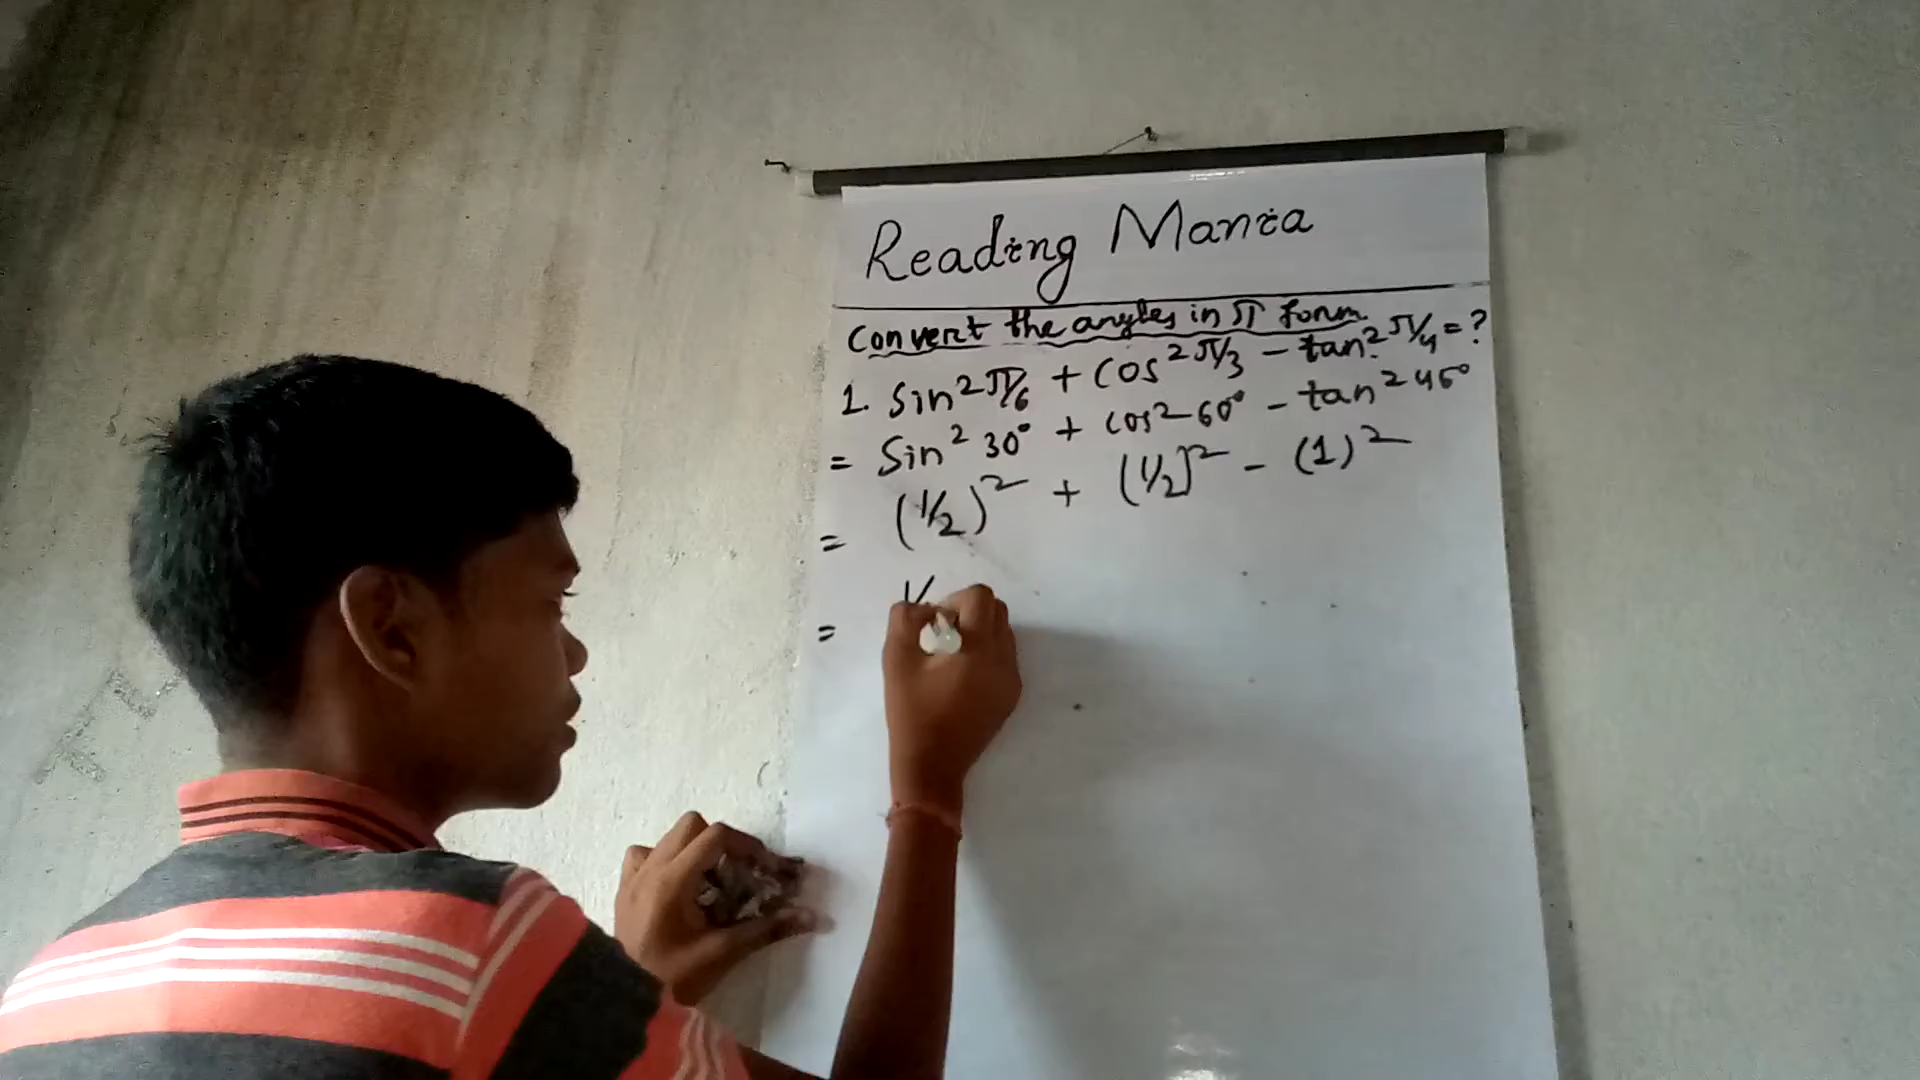 Reading Mania
Convert the angles in π form.
1. Sin²π/6 + Cos²π/3 - tan²π/4 = ?
= Sin² 30° + Cos² 60° - tan² 45°
= (1/2)² + (1/2)² - (1)²
= 1/